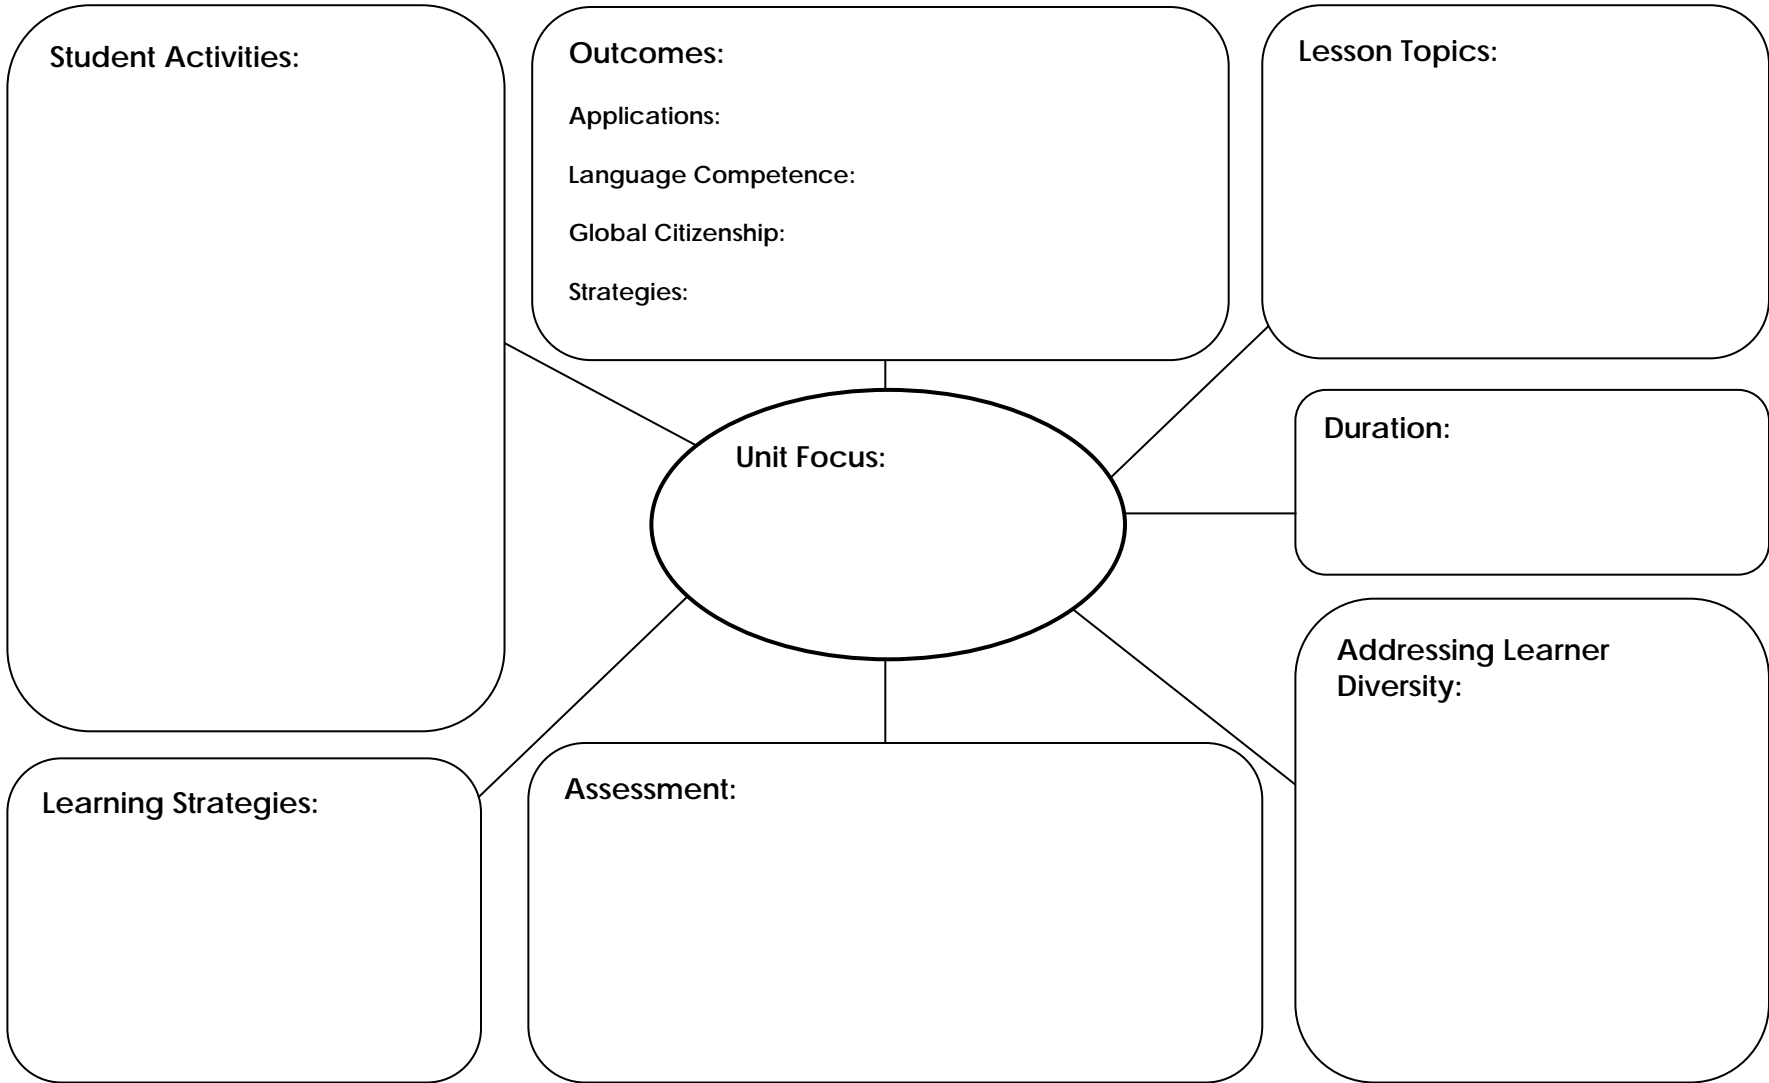 Student Activities:
Outcomes:
Applications:
Language Competence:
Global Citizenship:
Strategies:
Lesson Topics:
Unit Focus:
Duration:
Addressing Learner
Diversity:
Learning Strategies:
Assessment: